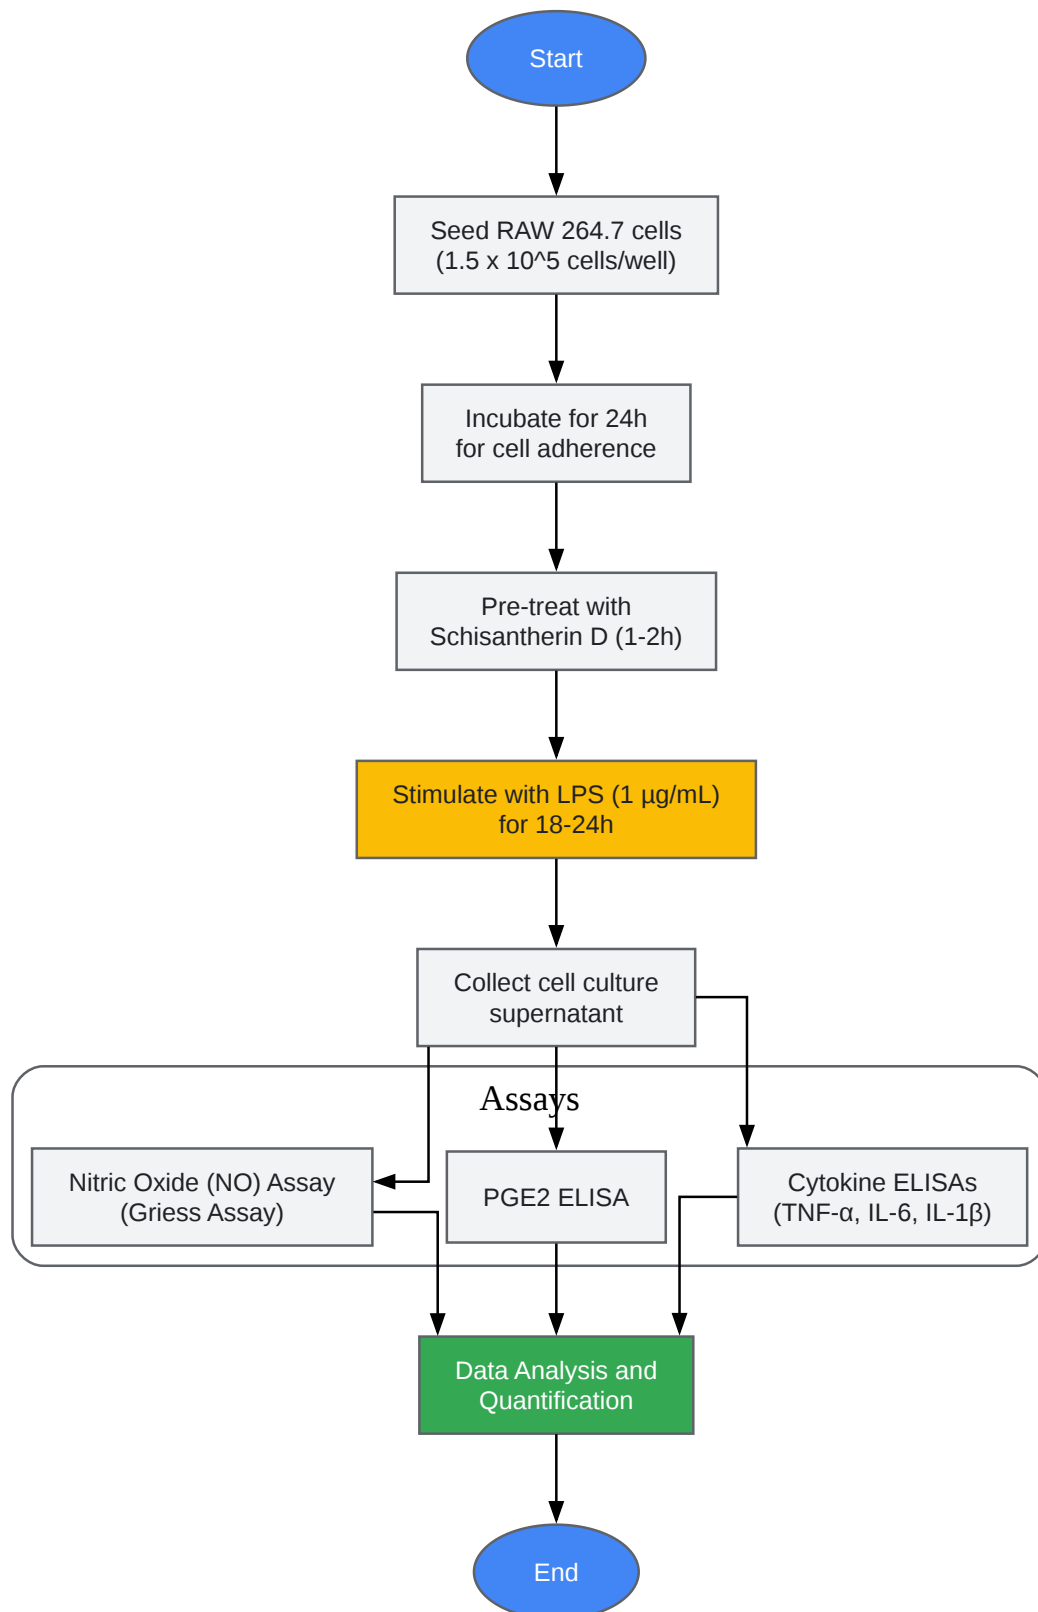 Start
Seed RAW 264.7 cells
(1.5 x 10^5 cells/well)
Incubate for 24h
for cell adherence
Pre-treat with
Schisantherin D (1-2h)
Stimulate with LPS (1 µg/mL)
for 18-24h
Collect cell culture
supernatant
Assays
Nitric Oxide (NO) Assay
(Griess Assay)
PGE2 ELISA
Cytokine ELISAs
(TNF-α, IL-6, IL-1β)
Data Analysis and
Quantification
End